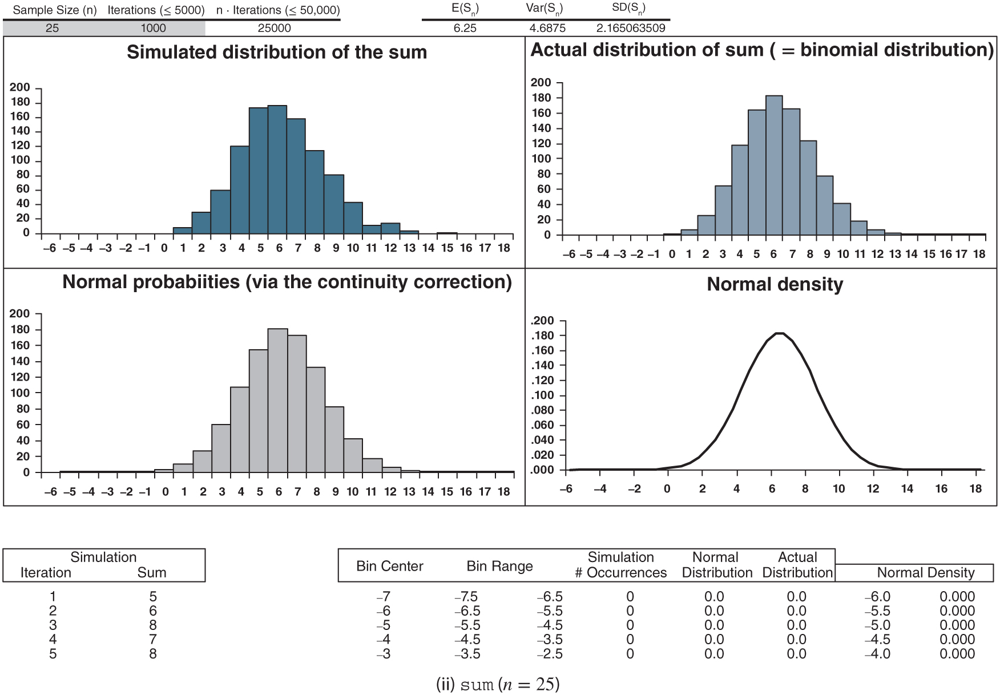 Sample Size (n) Iterations (≤ 5000) n · Iterations (≤ 50,000) E(Sn) Var(Sn) SD(Sn)
25 1000 25000 6.25 4.6875 2.165063509
Simulated distribution of the sum
200
180
160
140
120
100
80
60
40
20
0
–6 –5 –4 –3 –2 –1 0 1 2 3 4 5 6 7 8 9 10 11 12 13 14 15 16 17 18
Actual distribution of sum ( = binomial distribution)
200
180
160
140
120
100
80
60
40
20
0
–6 –5 –4 –3 –2 –1 0 1 2 3 4 5 6 7 8 9 10 11 12 13 14 15 16 17 18
Normal probabiities (via the continuity correction)
200
180
160
140
120
100
80
60
40
20
0
–6 –5 –4 –3 –2 –1 0 1 2 3 4 5 6 7 8 9 10 11 12 13 14 15 16 17 18
Normal density
.200
.180
.160
.140
.120
.100
.080
.060
.040
.020
.000
–6 –4 –2 0 2 4 6 8 10 12 14 16 18
Simulation
Iteration Sum
1 5
2 6
3 8
4 7
5 8
Bin Center Bin Range Simulation # Occurrences Normal Distribution Actual Distribution Normal Density
–7 –7.5 –6.5 0 0.0 0.0 –6.0 0.000
–6 –6.5 –5.5 0 0.0 0.0 –5.5 0.000
–5 –5.5 –4.5 0 0.0 0.0 –5.0 0.000
–4 –4.5 –3.5 0 0.0 0.0 –4.5 0.000
–3 –3.5 –2.5 0 0.0 0.0 –4.0 0.000
(ii) sum (n = 25)